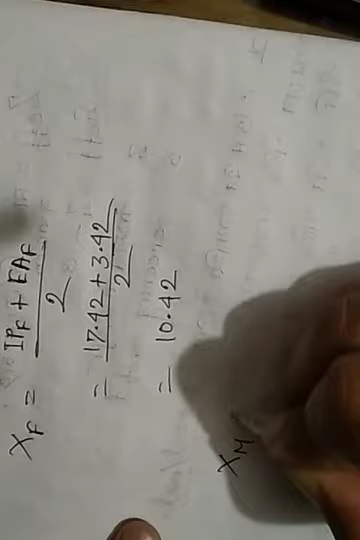 X_F = IP_F + EA_F / 2
= 17.42 + 3.42 / 2
= 10.42
X_M